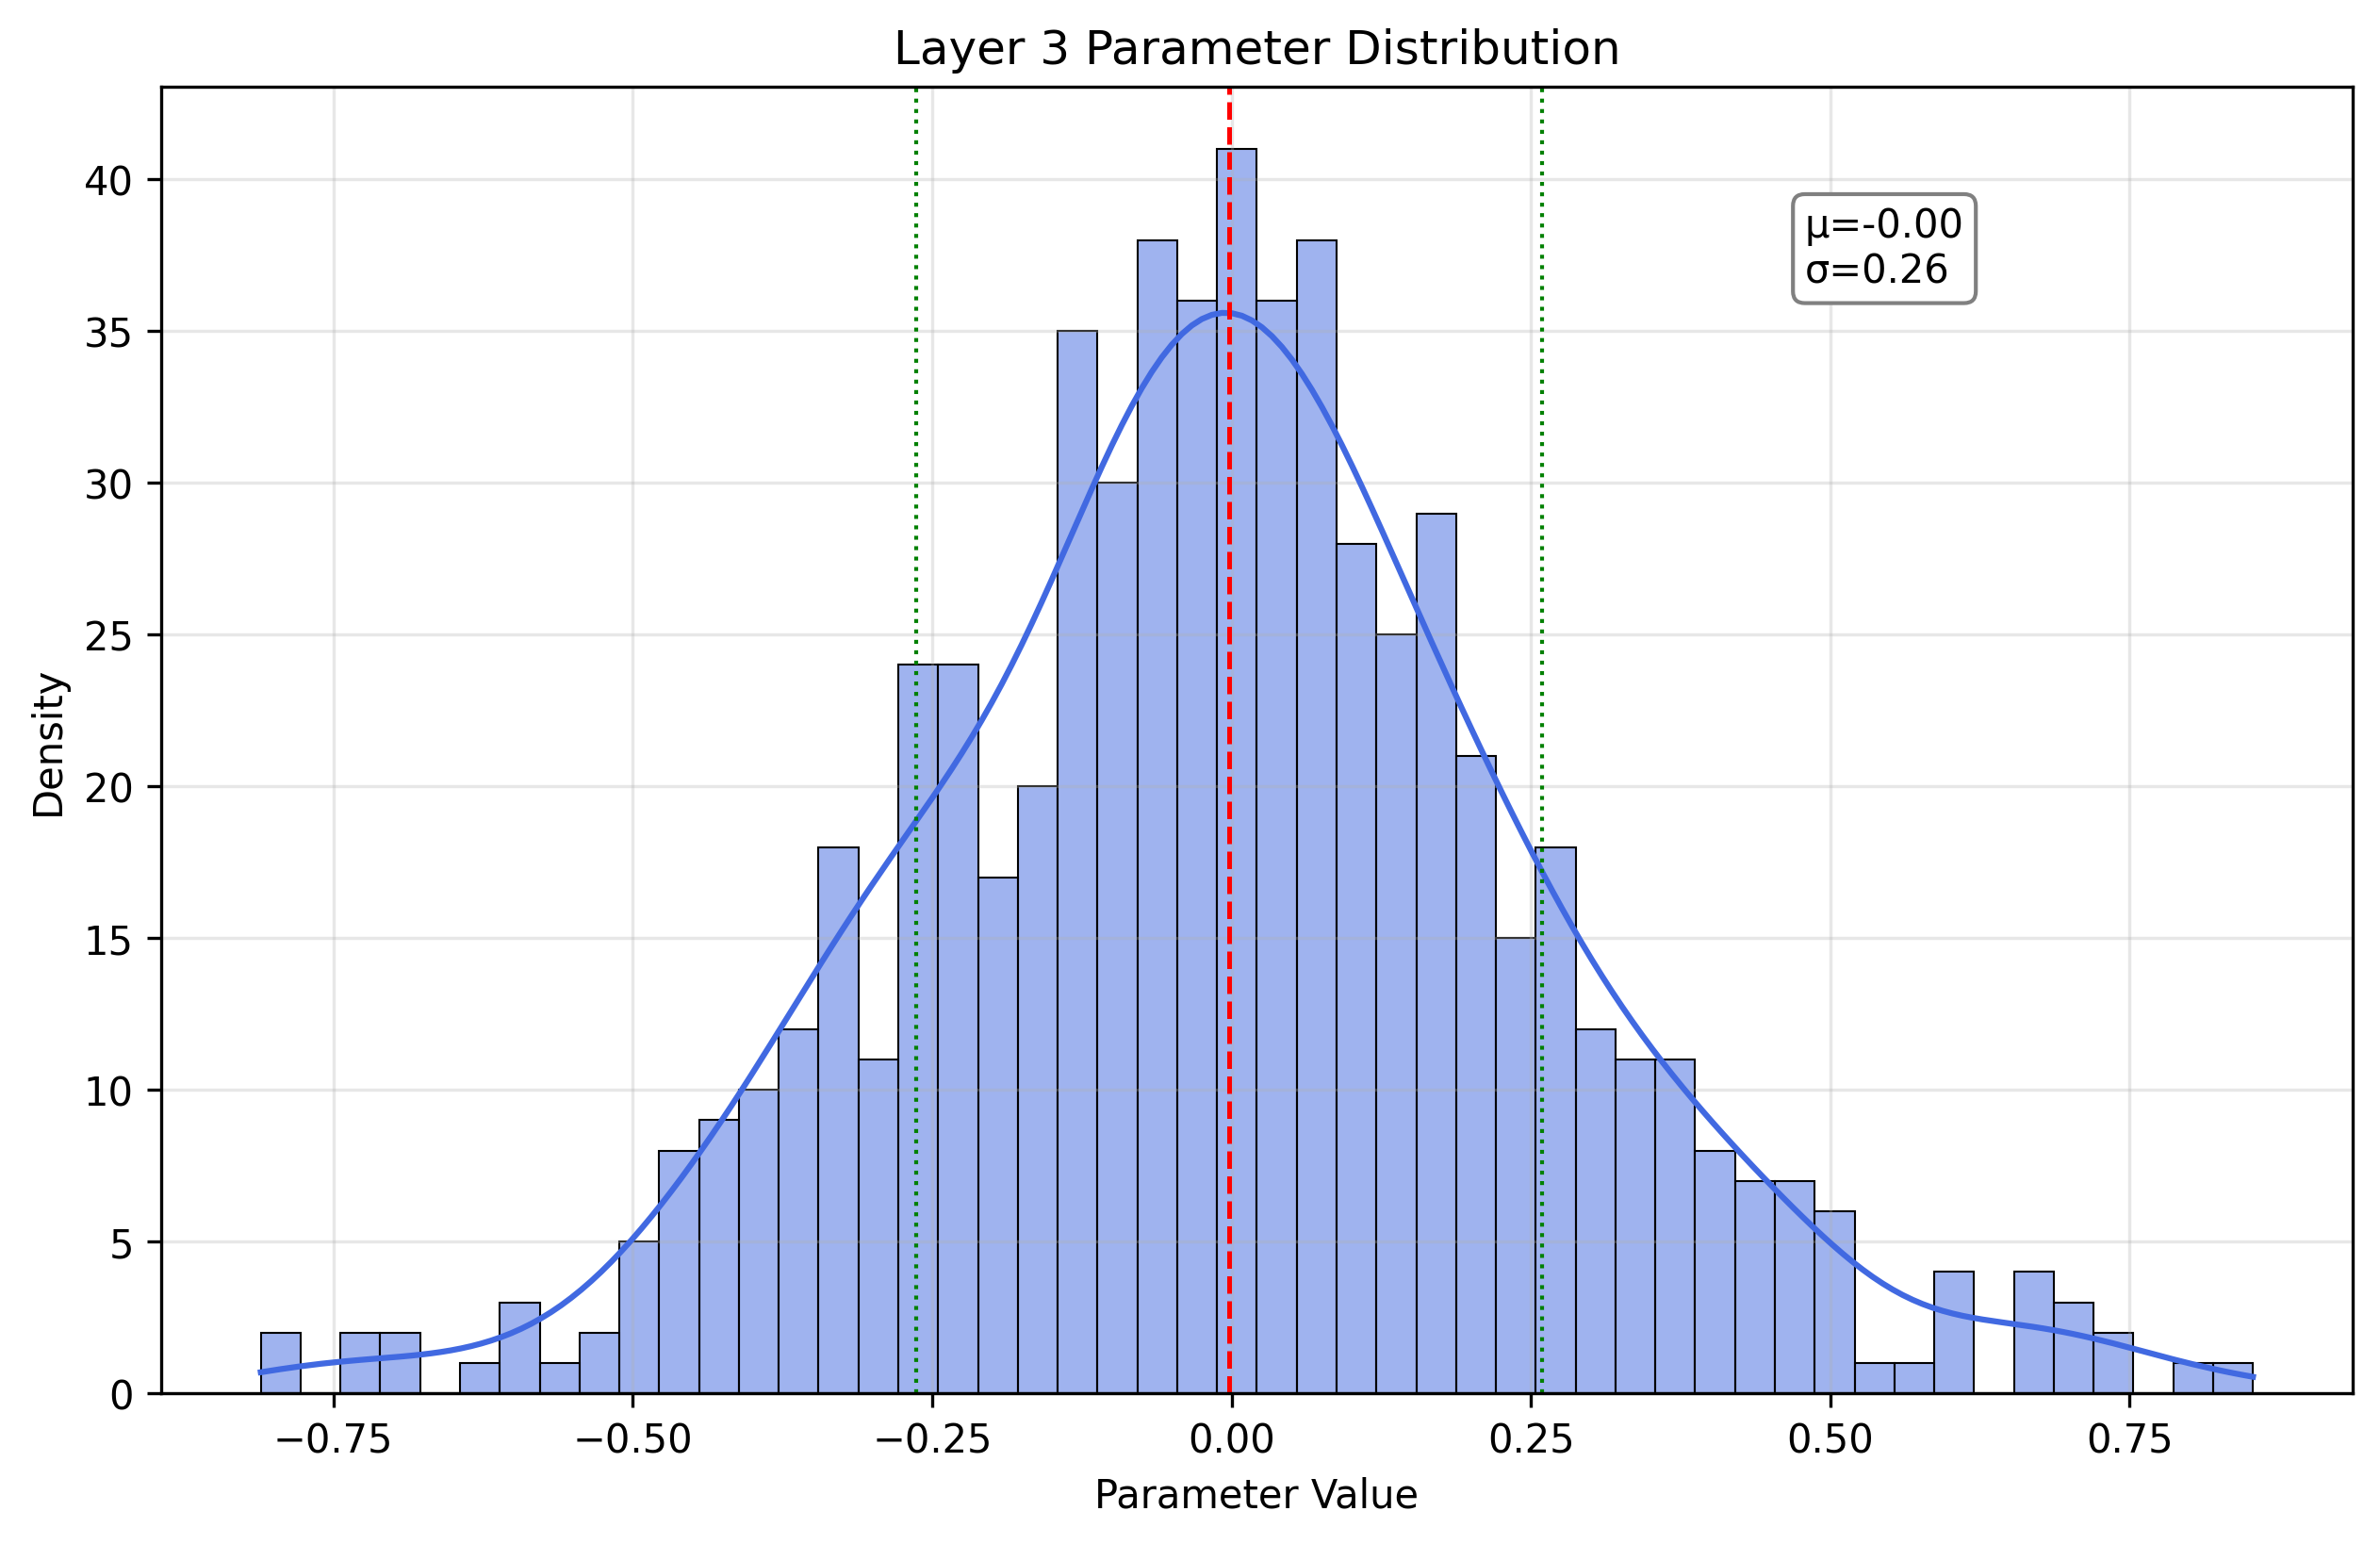 Layer 3 Parameter Distribution
μ=-0.00
σ=0.26
Density
40
35
30
25
20
15
10
5
0
−0.75 −0.50 −0.25 0.00 0.25 0.50 0.75
Parameter Value